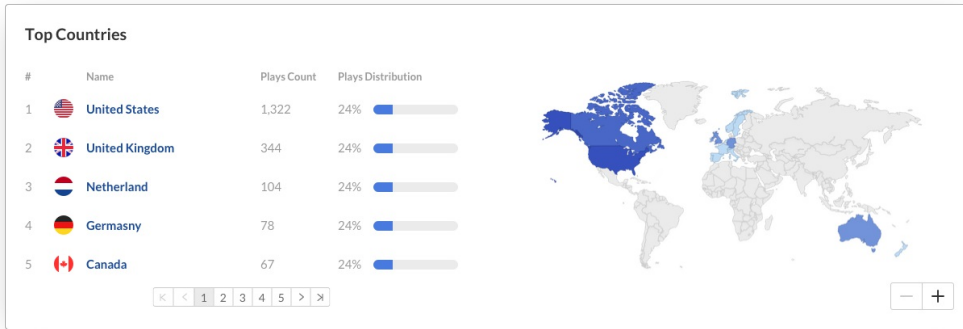 Top Countries
# Name Plays Count Plays Distribution
1 United States 1,322 24%
2 United Kingdom 344 24%
3 Netherland 104 24%
4 Germasny 78 24%
5 Canada 67 24%
1 2 3 4 5